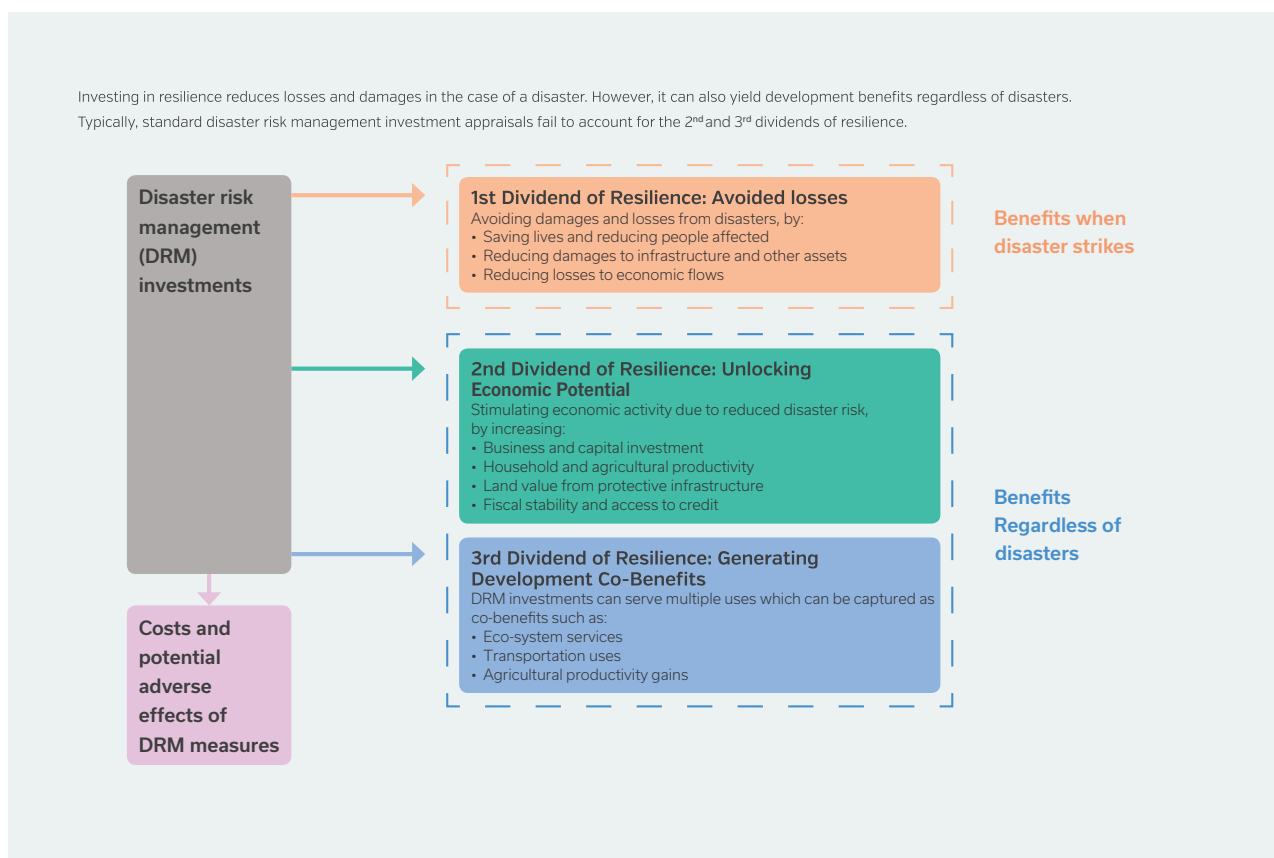 Investing in resilience reduces losses and damages in the case of a disaster. However, it can also yield development benefits regardless of disasters.
Typically, standard disaster risk management investment appraisals fail to account for the 2nd and 3rd dividends of resilience.
Disaster risk
management
(DRM)
investments
1st Dividend of Resilience: Avoided losses
Avoiding damages and losses from disasters, by:
• Saving lives and reducing people affected
• Reducing damages to infrastructure and other assets
• Reducing losses to economic flows
Benefits when
disaster strikes
2nd Dividend of Resilience: Unlocking
Economic Potential
Stimulating economic activity due to reduced disaster risk,
by increasing:
• Business and capital investment
• Household and agricultural productivity
• Land value from protective infrastructure
• Fiscal stability and access to credit
Benefits
Regardless of
disasters
3rd Dividend of Resilience: Generating
Development Co-Benefits
DRM investments can serve multiple uses which can be captured as
co-benefits such as:
• Eco-system services
• Transportation uses
• Agricultural productivity gains
Costs and
potential
adverse
effects of
DRM measures